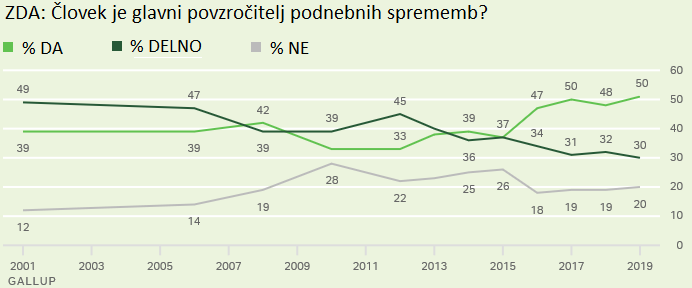 ZDA: Človek je glavni povzročitelj podnebnih sprememb?
% DA % DELNO % NE
60
49 47 42 39 45 39 37 47 50 48 50
50
40
39 39 39 33 36 34 31 32 30
30
28 22 25 26
20
12 14 19 18 19 19 20
10
0
2001 2003 2005 2007 2009 2011 2013 2015 2017 2019
GALLUP